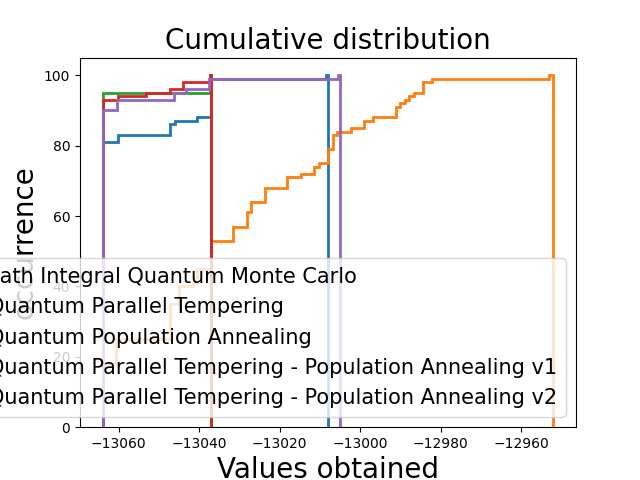 Cumulative distribution
100
80
60
40
20
0
occurrence
ath Integral Quantum Monte Carlo
Quantum Parallel Tempering
Quantum Population Annealing
Quantum Parallel Tempering - Population Annealing v1
Quantum Parallel Tempering - Population Annealing v2
−13060 −13040 −13020 −13000 −12980 −12960
Values obtained